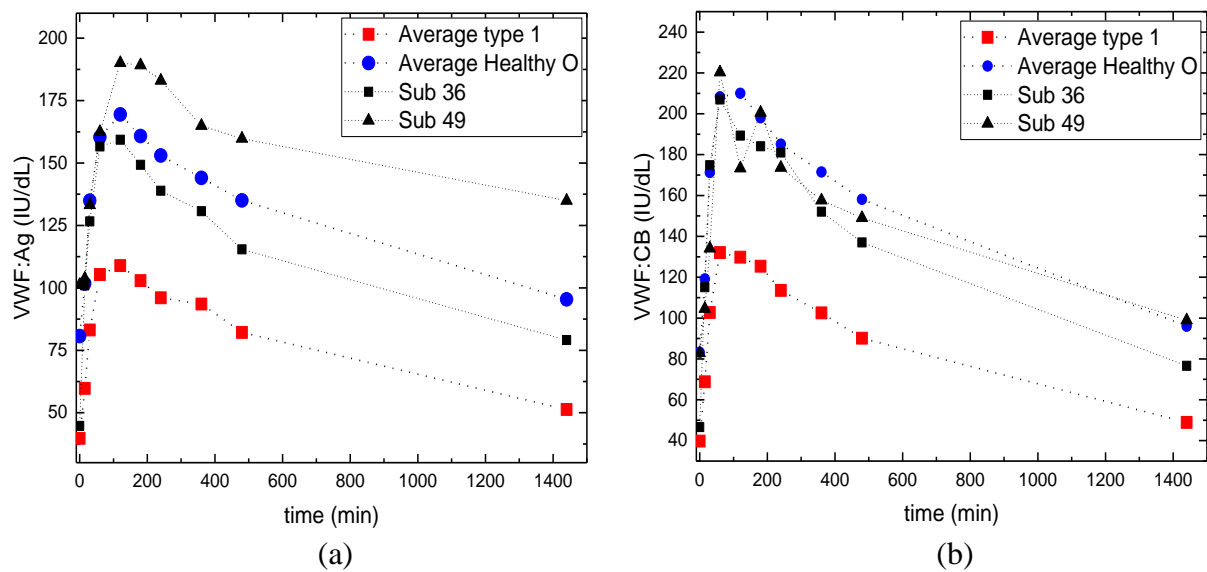 200
175
150
125
100
75
50
VWF:Ag (IU/dL)
Average type 1
Average Healthy O
Sub 36
Sub 49
0 200 400 600 800 1000 1200 1400
time (min)
(a)
240
220
200
180
160
140
120
100
80
60
40
VWF:CB (IU/dL)
Average type 1
Average Healthy O
Sub 36
Sub 49
0 200 400 600 800 1000 1200 1400
time (min)
(b)